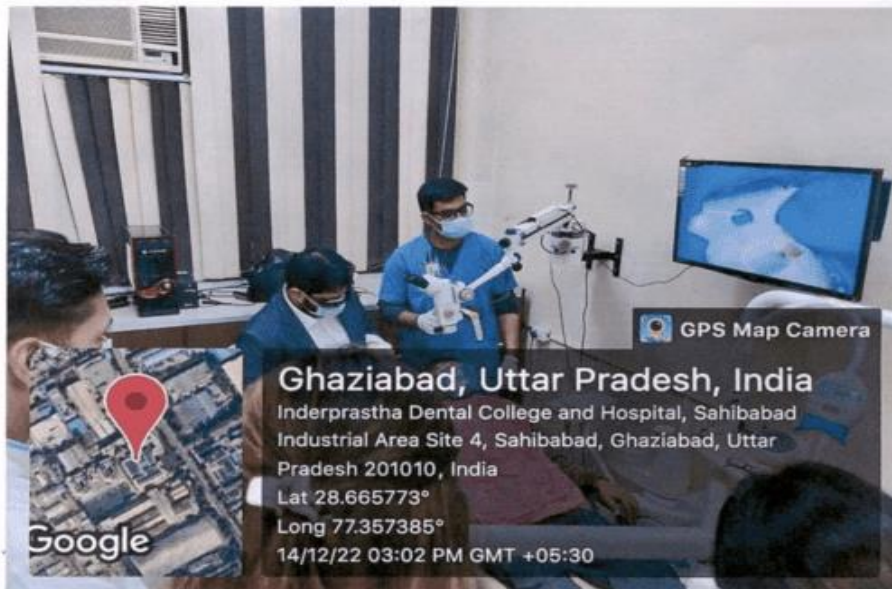 GPS Map Camera
Ghaziabad, Uttar Pradesh, India
Inderprastha Dental College and Hospital, Sahibabad
Industrial Area Site 4, Sahibabad, Ghaziabad, Uttar
Pradesh 201010, India
Lat 28.665773°
Long 77.357385°
14/12/22 03:02 PM GMT +05:30
Google